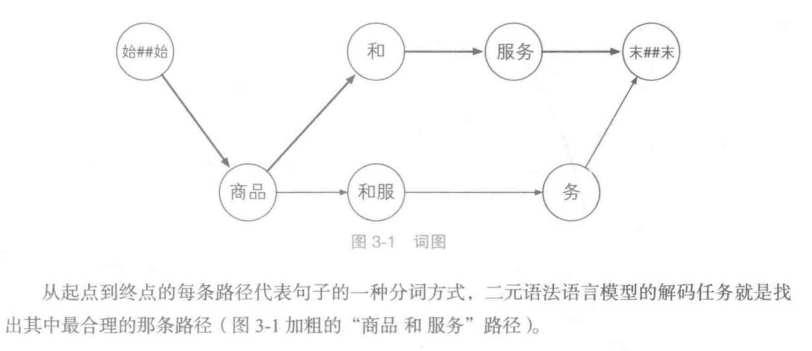 始##始
和
服务
末##末
商品
和服
务
图 3-1 词图
从起点到终点的每条路径代表句子的一种分词方式，二元语法语言模型的解码任务就是找
出其中最合理的那条路径（图 3-1 加粗的“商品 和 服务”路径）。